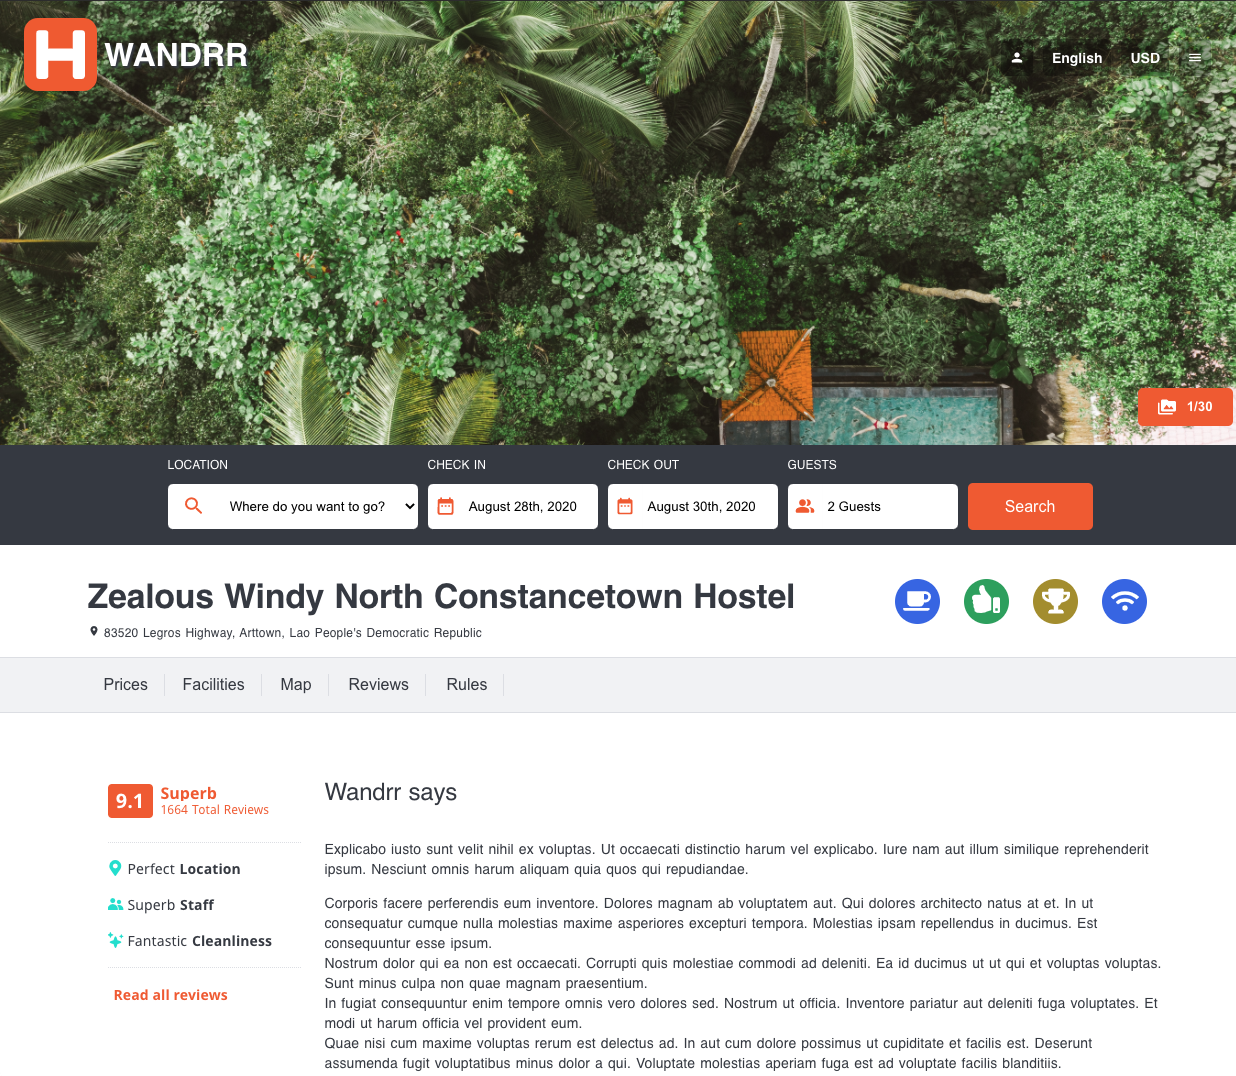 H WANDRR
English USD
1/30
LOCATION CHECK IN CHECK OUT GUESTS
Where do you want to go? August 28th, 2020 August 30th, 2020 2 Guests Search
Zealous Windy North Constancetown Hostel
83520 Legros Highway, Arttown, Lao People's Democratic Republic
Prices Facilities Map Reviews Rules
9.1 Superb
1664 Total Reviews
Perfect Location
Superb Staff
Fantastic Cleanliness
Read all reviews
Wandrr says
Explicabo iusto sunt velit nihil ex voluptas. Ut occaecati distinctio harum vel explicabo. Iure nam aut illum similique reprehenderit
ipsum. Nesciunt omnis harum aliquam quia quos qui repudiandae.
Corporis facere perferendis eum inventore. Dolores magnam ab voluptatem aut. Qui dolores architecto natus at et. In ut
consequatur cumque nulla molestias maxime asperiores excepturi tempora. Molestias ipsam repellendus in ducimus. Est
consequuntur esse ipsum.
Nostrum dolor qui ea non est occaecati. Corrupti quis molestiae commodi ad deleniti. Ea id ducimus ut ut qui et voluptas voluptas.
Sunt minus culpa non quae magnam praesentium.
In fugiat consequuntur enim tempore omnis vero dolores sed. Nostrum ut officia. Inventore pariatur aut deleniti fuga voluptates. Et
modi ut harum officia vel provident eum.
Quae nisi cum maxime voluptas rerum est delectus ad. In aut cum dolore possimus ut cupiditate et facilis est. Deserunt
assumenda fugit voluptatibus minus dolor a qui. Voluptate molestias aperiam fuga est ad voluptate facilis blanditiis.